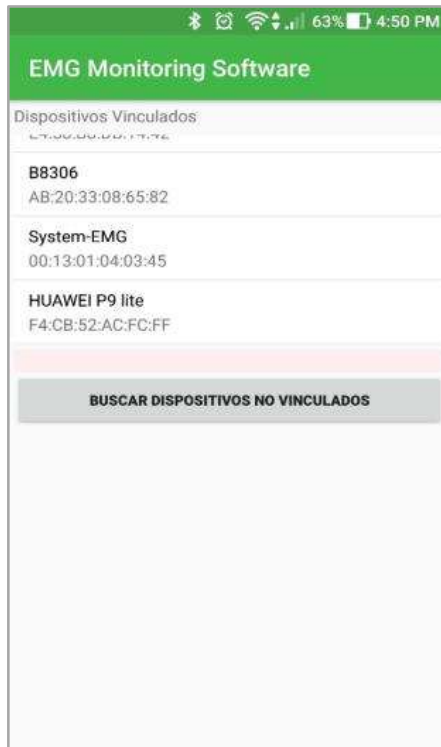 63% 4:50 PM
EMG Monitoring Software
Dispositivos Vinculados
B8306
AB:20:33:08:65:82
System-EMG
00:13:01:04:03:45
HUAWEI P9 lite
F4:CB:52:AC:FC:FF
BUSCAR DISPOSITIVOS NO VINCULADOS